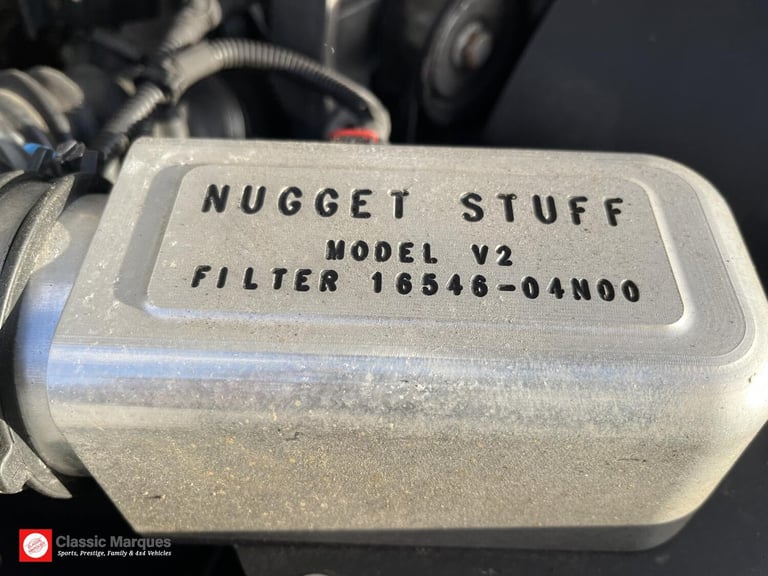 NUGGET STUFF
MODEL V2
FILTER 16546-04N00
Classic Marques
Sports, Prestige, Family & 4x4 Vehicles